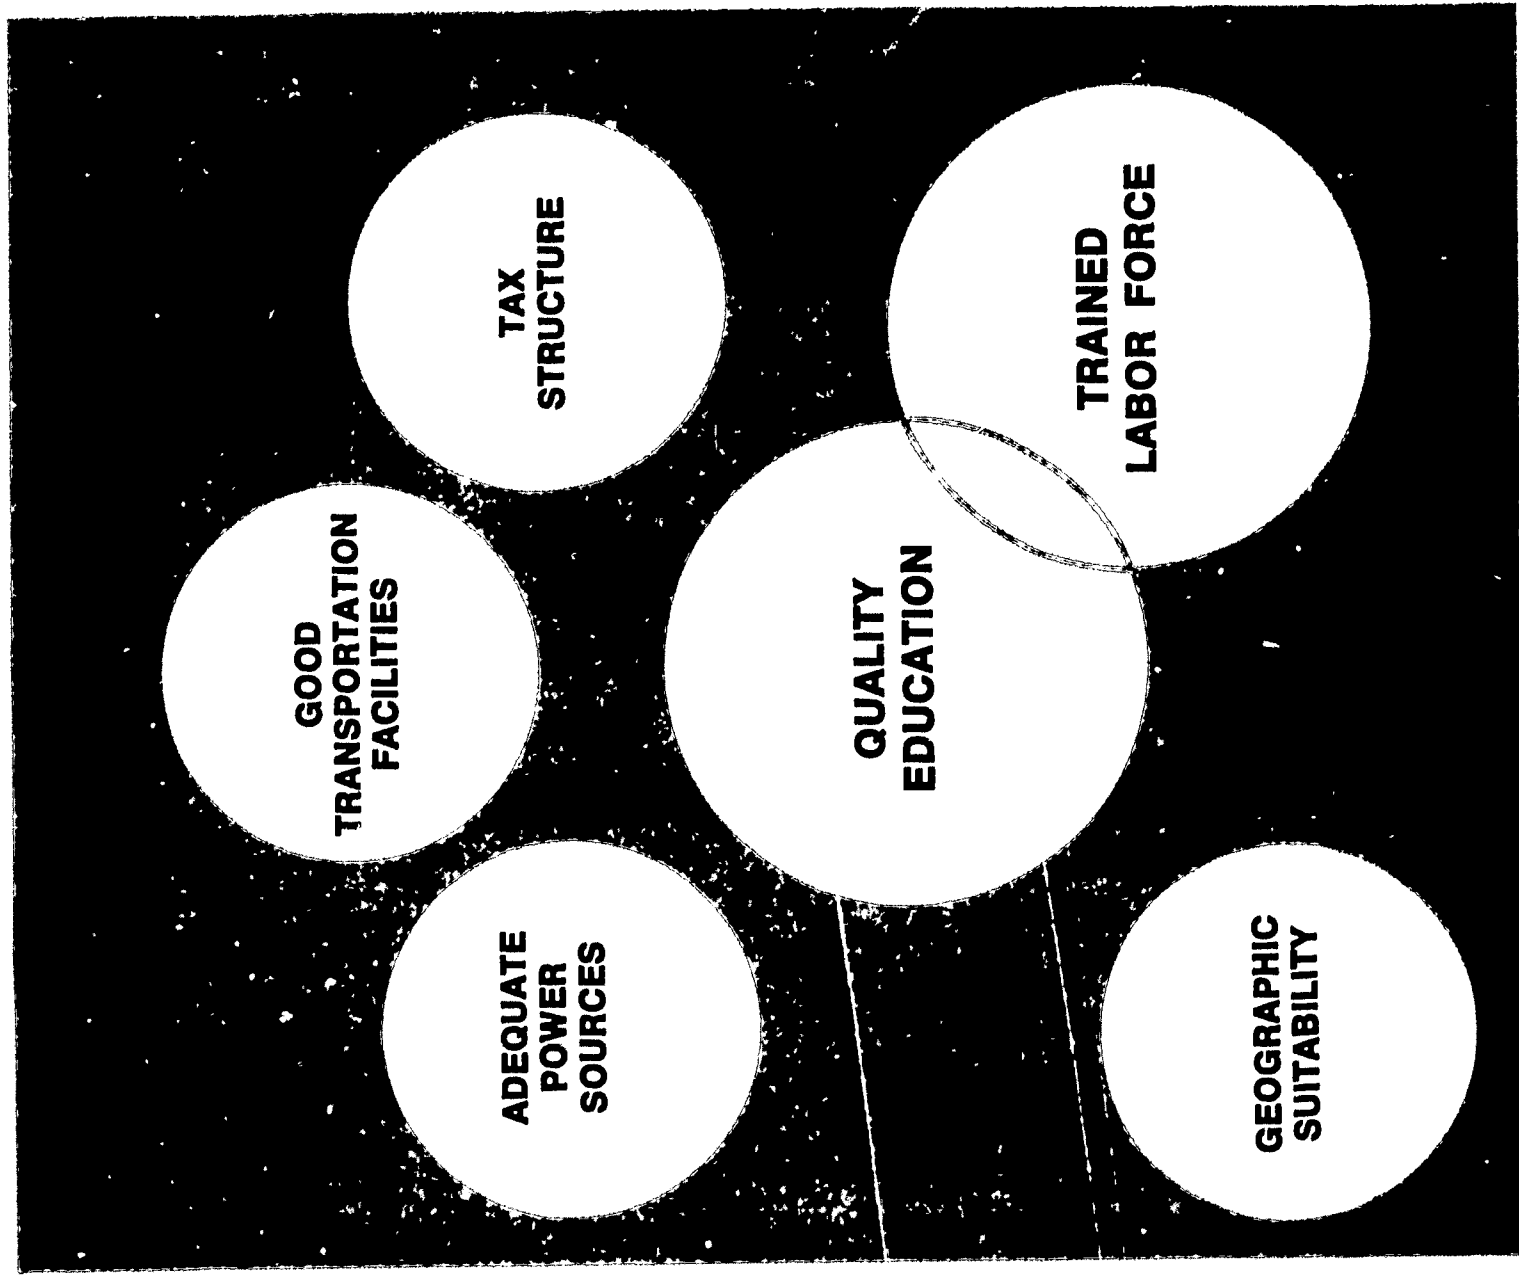 GOOD
TRANSPORTATION
FACILITIES
ADEQUATE
POWER
SOURCES
TAX
STRUCTURE
QUALITY
EDUCATION
TRAINED
LABOR FORCE
GEOGRAPHIC
SUITABILITY